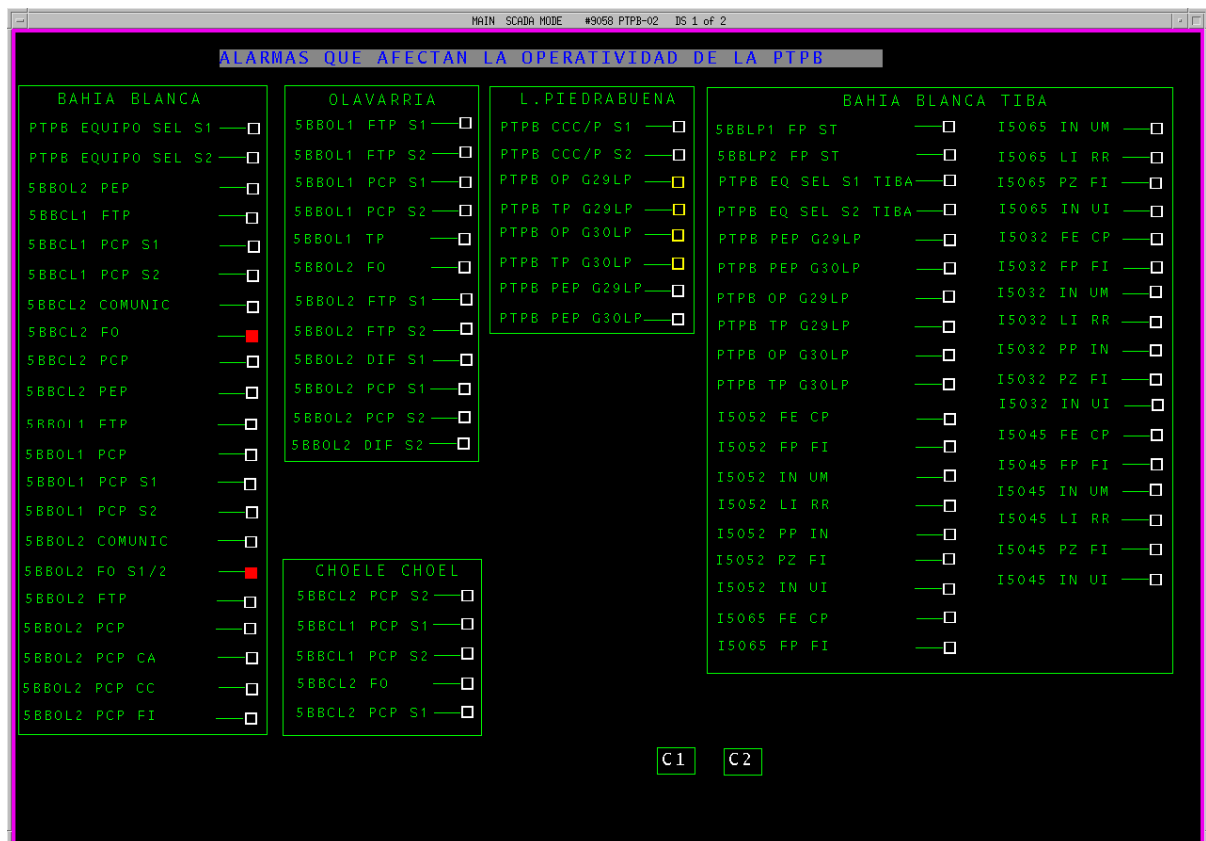 MAIN SCADA MODE #9058 PTPB-02 DS 1 of 2
ALARMAS QUE AFECTAN LA OPERATIVIDAD DE LA PTPB
BAHIA BLANCA
PTPB EQUIPO SEL S1
PTPB EQUIPO SEL S2
5BBOL2 PEP
5BBCL1 FTP
5BBCL1 PCP S1
5BBCL1 PCP S2
5BBCL2 COMUNIC
5BBCL2 FO
5BBCL2 PCP
5BBCL2 PEP
5BBOL1 FTP
5BBOL1 PCP
5BBOL1 PCP S1
5BBOL1 PCP S2
5BBOL2 COMUNIC
5BBOL2 FO S1/2
5BBOL2 FTP
5BBOL2 PCP
5BBOL2 PCP CA
5BBOL2 PCP CC
5BBOL2 PCP FI
OLAVARRIA
5BBOL1 FTP S1
5BBOL1 FTP S2
5BBOL1 PCP S1
5BBOL1 PCP S2
5BBOL1 TP
5BBOL2 FO
5BBOL2 FTP S1
5BBOL2 FTP S2
5BBOL2 DIF S1
5BBOL2 PCP S1
5BBOL2 PCP S2
5BBOL2 DIF S2
CHOELE CHOEL
5BBCL2 PCP S2
5BBCL1 PCP S1
5BBCL1 PCP S2
5BBCL2 FO
5BBCL2 PCP S1
L.PIEDRABUENA
PTPB CCC/P S1
PTPB CCC/P S2
PTPB OP G29LP
PTPB TP G29LP
PTPB OP G30LP
PTPB TP G30LP
PTPB PEP G29LP
PTPB PEP G30LP
BAHIA BLANCA TIBA
5BBLP1 FP ST
5BBLP2 FP ST
PTPB EQ SEL S1 TIBA
PTPB EQ SEL S2 TIBA
PTPB PEP G29LP
PTPB PEP G30LP
PTPB OP G29LP
PTPB TP G29LP
PTPB OP G30LP
PTPB TP G30LP
I5052 FE CP
I5052 FP FI
I5052 IN UM
I5052 LI RR
I5052 PP IN
I5052 PZ FI
I5052 IN UI
I5065 FE CP
I5065 FP FI
I5065 IN UM
I5065 LI RR
I5065 PZ FI
I5065 IN UI
I5032 FE CP
I5032 FP FI
I5032 IN UM
I5032 LI RR
I5032 PP IN
I5032 PZ FI
I5032 IN UI
I5045 FE CP
I5045 FP FI
I5045 IN UM
I5045 LI RR
I5045 PZ FI
I5045 IN UI
C1
C2